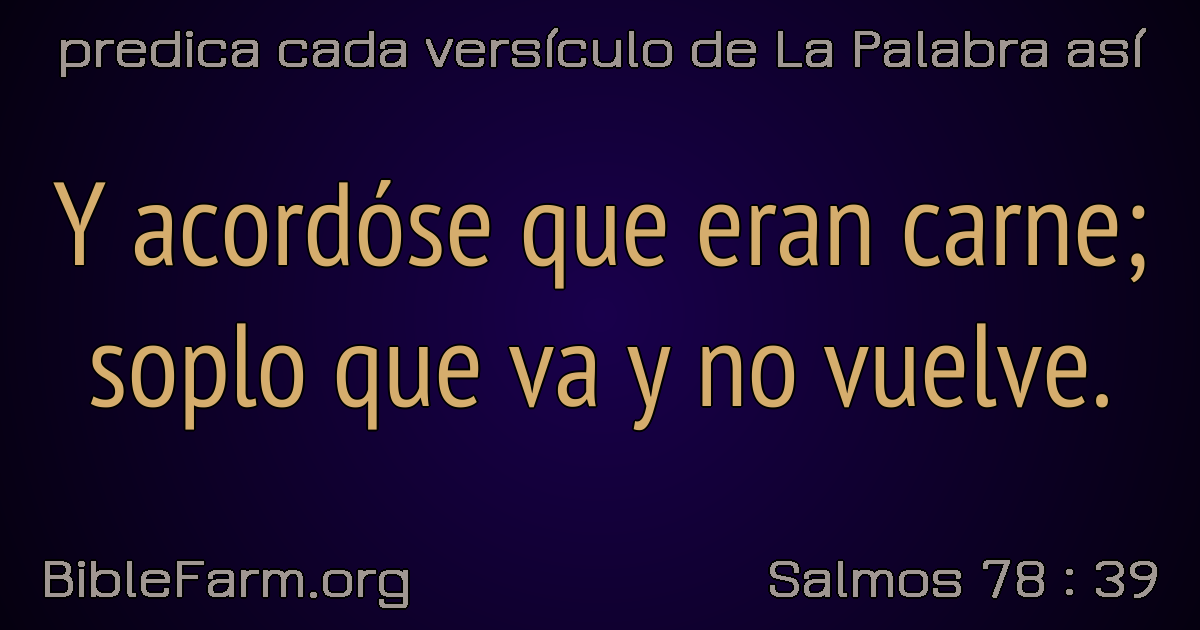 predica cada versículo de La Palabra así
Y acordóse que eran carne;
soplo que va y no vuelve.
BibleFarm.org
Salmos 78 : 39